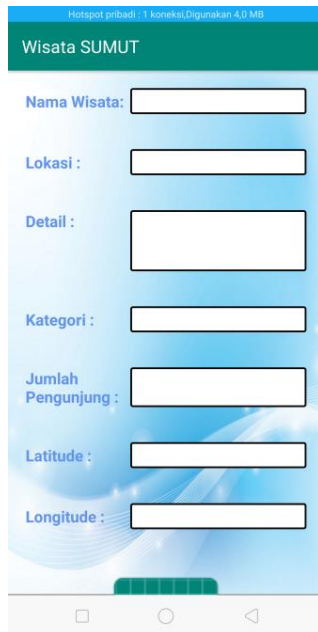 Hotspot pribadi : 1 koneksi,Digunakan 4,0 MB
Wisata SUMUT
Nama Wisata:
Lokasi :
Detail :
Kategori :
Jumlah
Pengunjung :
Latitude :
Longitude :